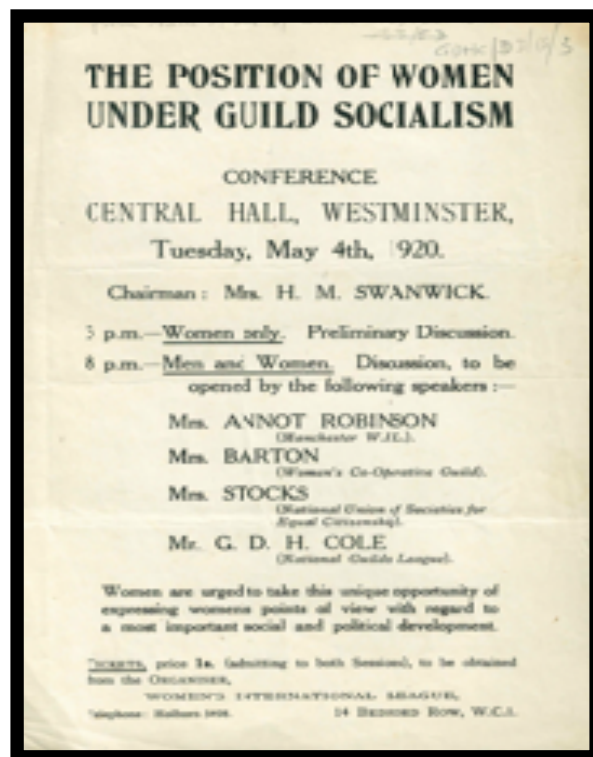 THE POSITION OF WOMEN
UNDER GUILD SOCIALISM
CONFERENCE
CENTRAL HALL, WESTMINSTER,
Tuesday, May 4th, 1920.
Chairman: Mrs. H. M. SWANWICK.
p.m.—Women only. Preliminary Discussion.
8 p.m.—Men and Women. Discussion, to be
opened by the following speakers:—
Mrs. ANNOT ROBINSON
(Manchester W.I.L.).
Mrs. BARTON
(Women's Co-Operative Guild).
Mrs. STOCKS
(National Union of Societies for
Equal Citizenship).
Mr. G. D. H. COLE
(National Guilds League).
Women are urged to take this unique opportunity of
expressing womens points of view with regard to
a most important social and political development.
TICKETS, price 1s. (admitting to both Sessions), to be obtained
from the ORGANISER,
WOMEN'S INTERNATIONAL LEAGUE,
Telephone: Holborn 14 BEDFORD ROW, W.C.1.